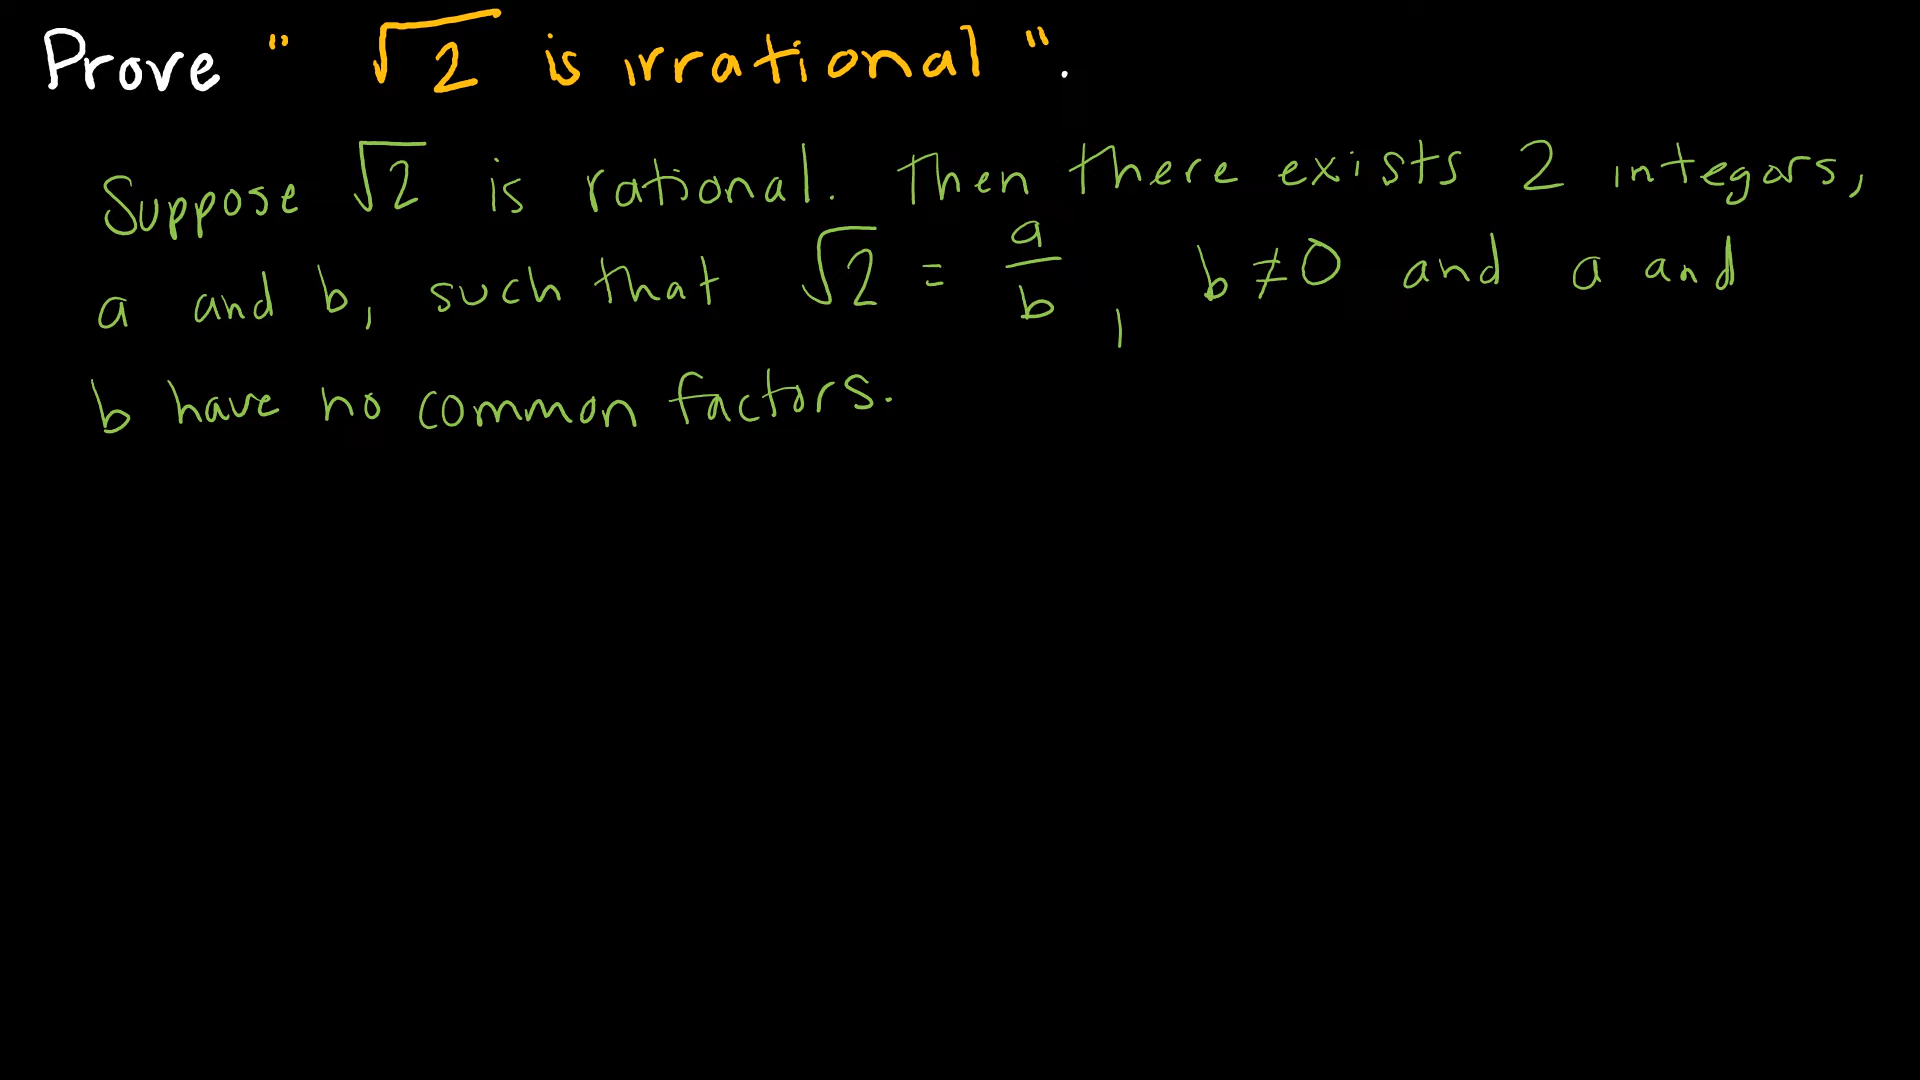 Prove " √2 is irrational ".
Suppose √2 is rational. Then there exists 2 integors,
a and b, such that √2 = a/b, b≠0 and a and
b have no common factors.